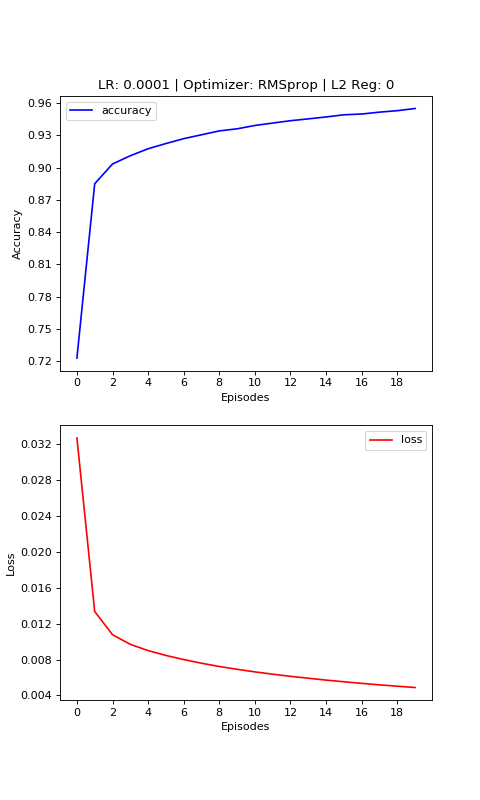 LR: 0.0001 | Optimizer: RMSprop | L2 Reg: 0
accuracy
0.96
0.93
0.90
0.87
0.84
0.81
0.78
0.75
0.72
Accuracy
0 2 4 6 8 10 12 14 16 18
Episodes
loss
0.032
0.028
0.024
0.020
0.016
0.012
0.008
0.004
Loss
0 2 4 6 8 10 12 14 16 18
Episodes